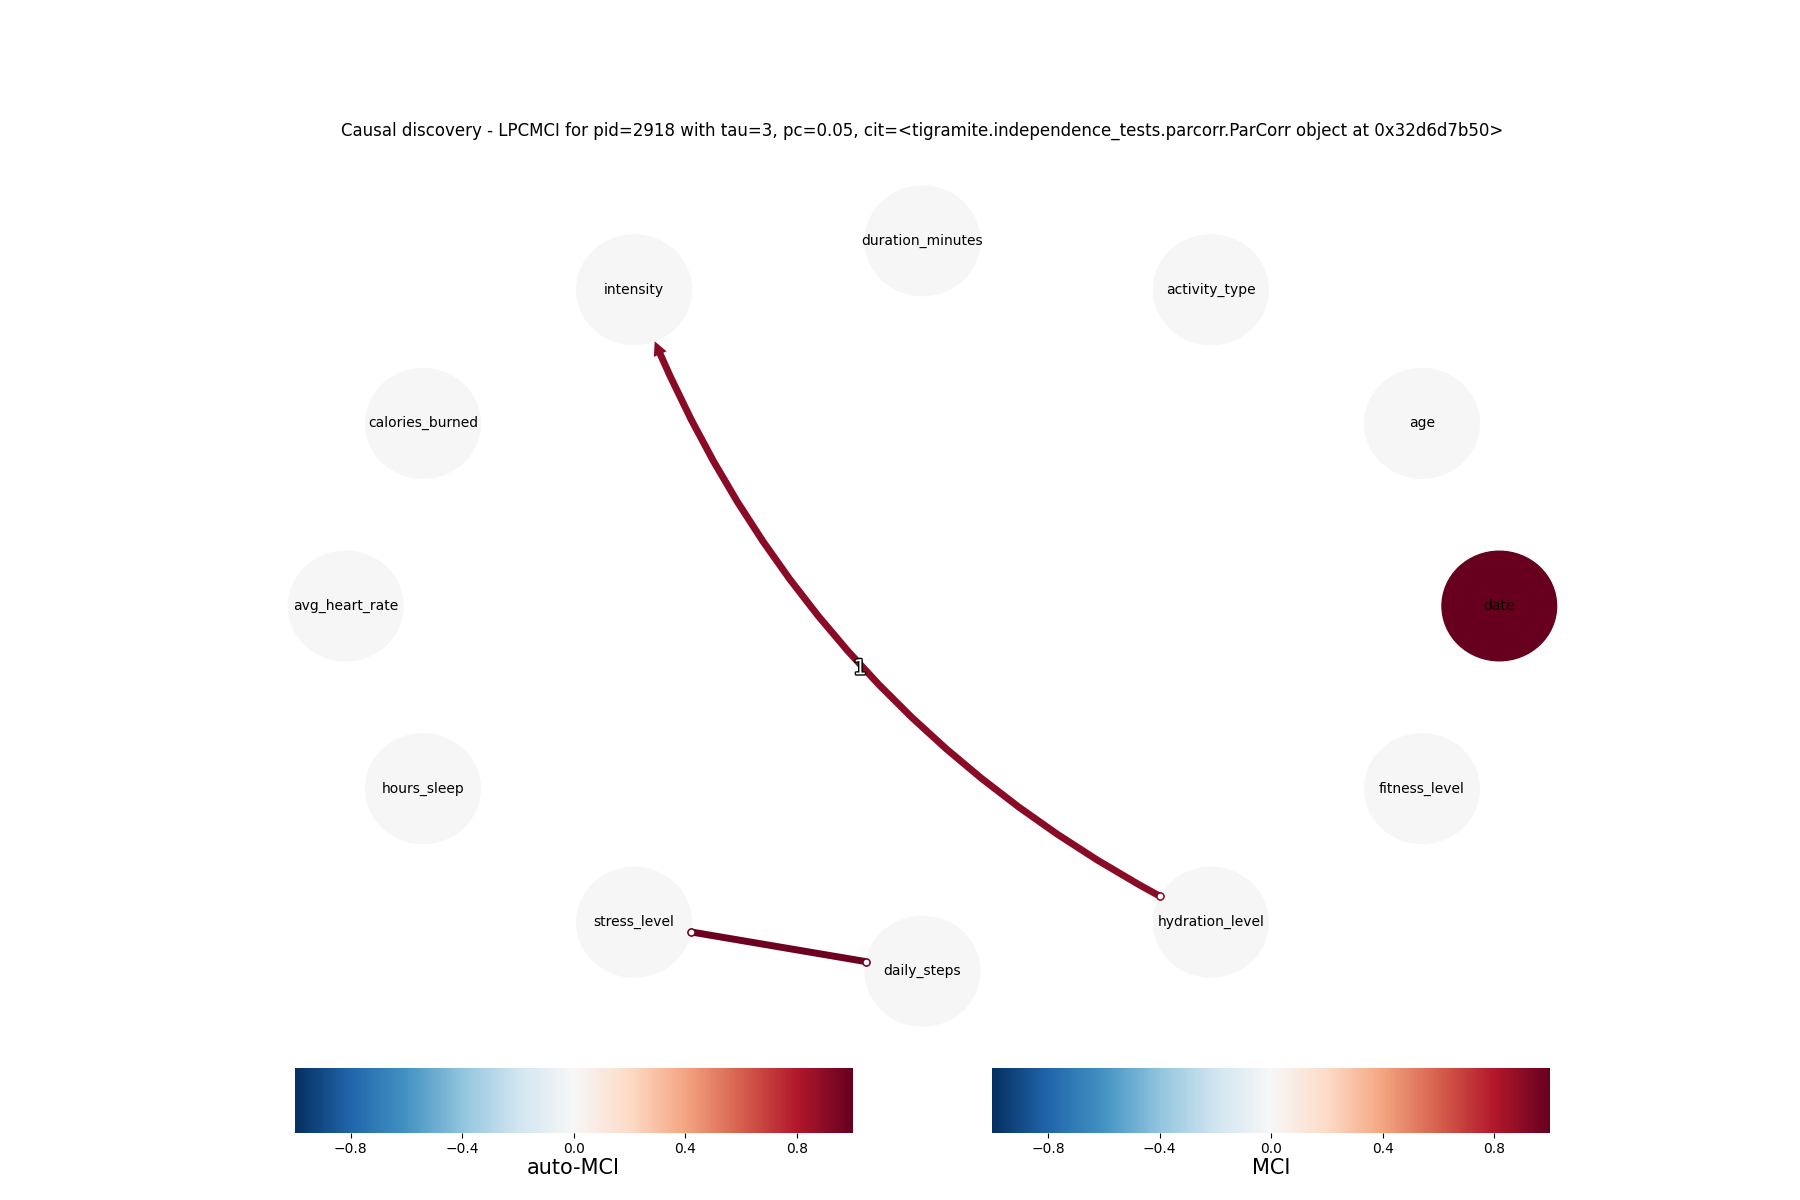 Causal discovery - LPCMCI for pid=2918 with tau=3, pc=0.05, cit=<tigramite.independence_tests.parcorr.ParCorr object at 0x32d6d7b50>
duration_minutes
intensity
activity_type
calories_burned
age
1
avg_heart_rate
date
hours_sleep
fitness_level
stress_level
hydration_level
daily_steps
−0.8 −0.4 0.0 0.4 0.8
auto-MCI
−0.8 −0.4 0.0 0.4 0.8
MCI